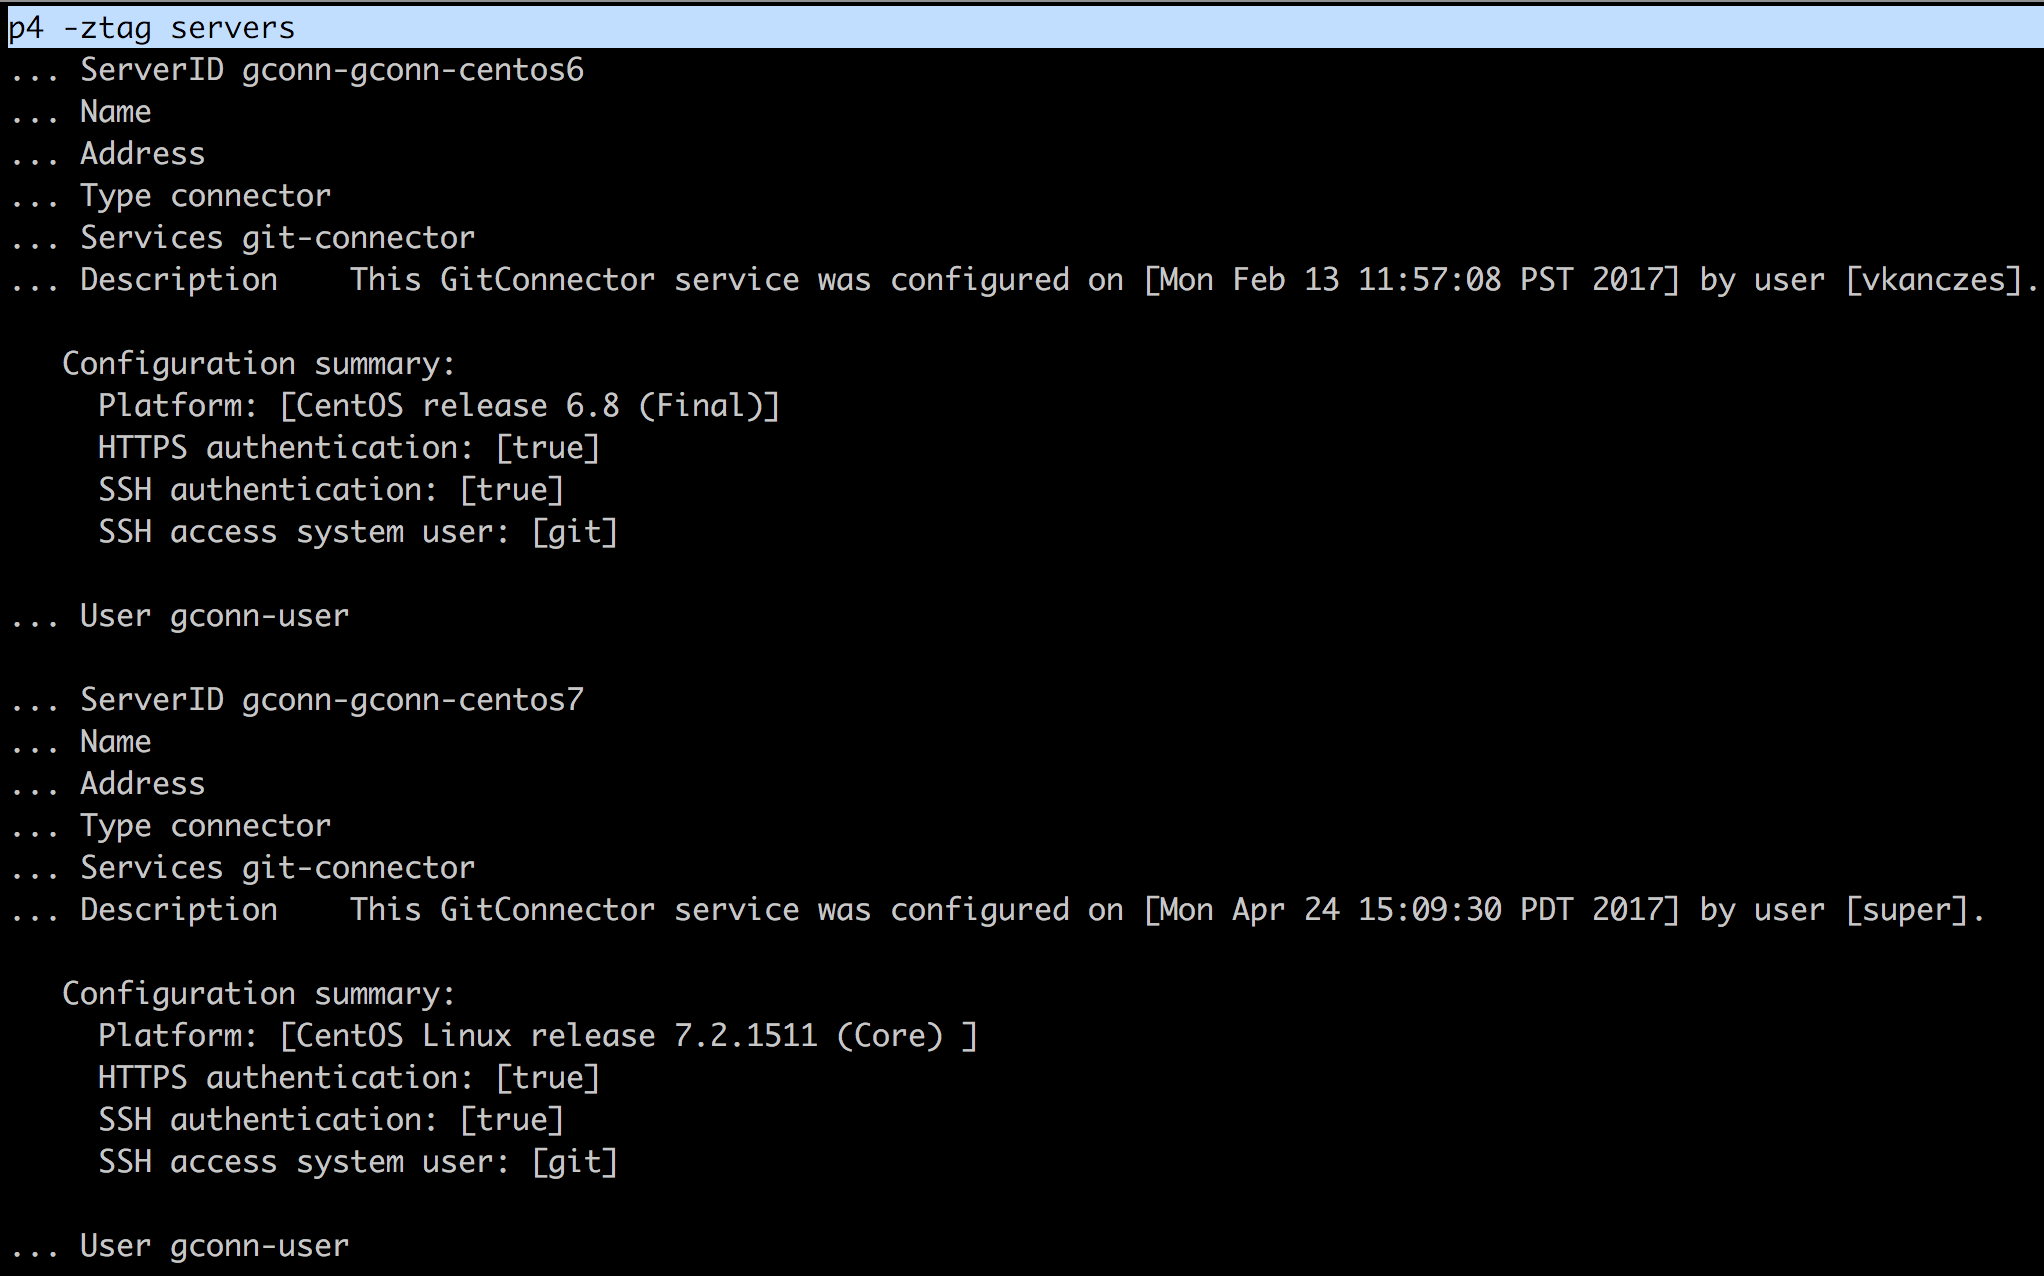 p4 -ztag servers
... ServerID gconn-gconn-centos6
... Name
... Address
... Type connector
... Services git-connector
... Description    This GitConnector service was configured on [Mon Feb 13 11:57:08 PST 2017] by user [vkanczes].
Configuration summary:
Platform: [CentOS release 6.8 (Final)]
HTTPS authentication: [true]
SSH authentication: [true]
SSH access system user: [git]
... User gconn-user
... ServerID gconn-gconn-centos7
... Name
... Address
... Type connector
... Services git-connector
... Description    This GitConnector service was configured on [Mon Apr 24 15:09:30 PDT 2017] by user [super].
Configuration summary:
Platform: [CentOS Linux release 7.2.1511 (Core) ]
HTTPS authentication: [true]
SSH authentication: [true]
SSH access system user: [git]
... User gconn-user